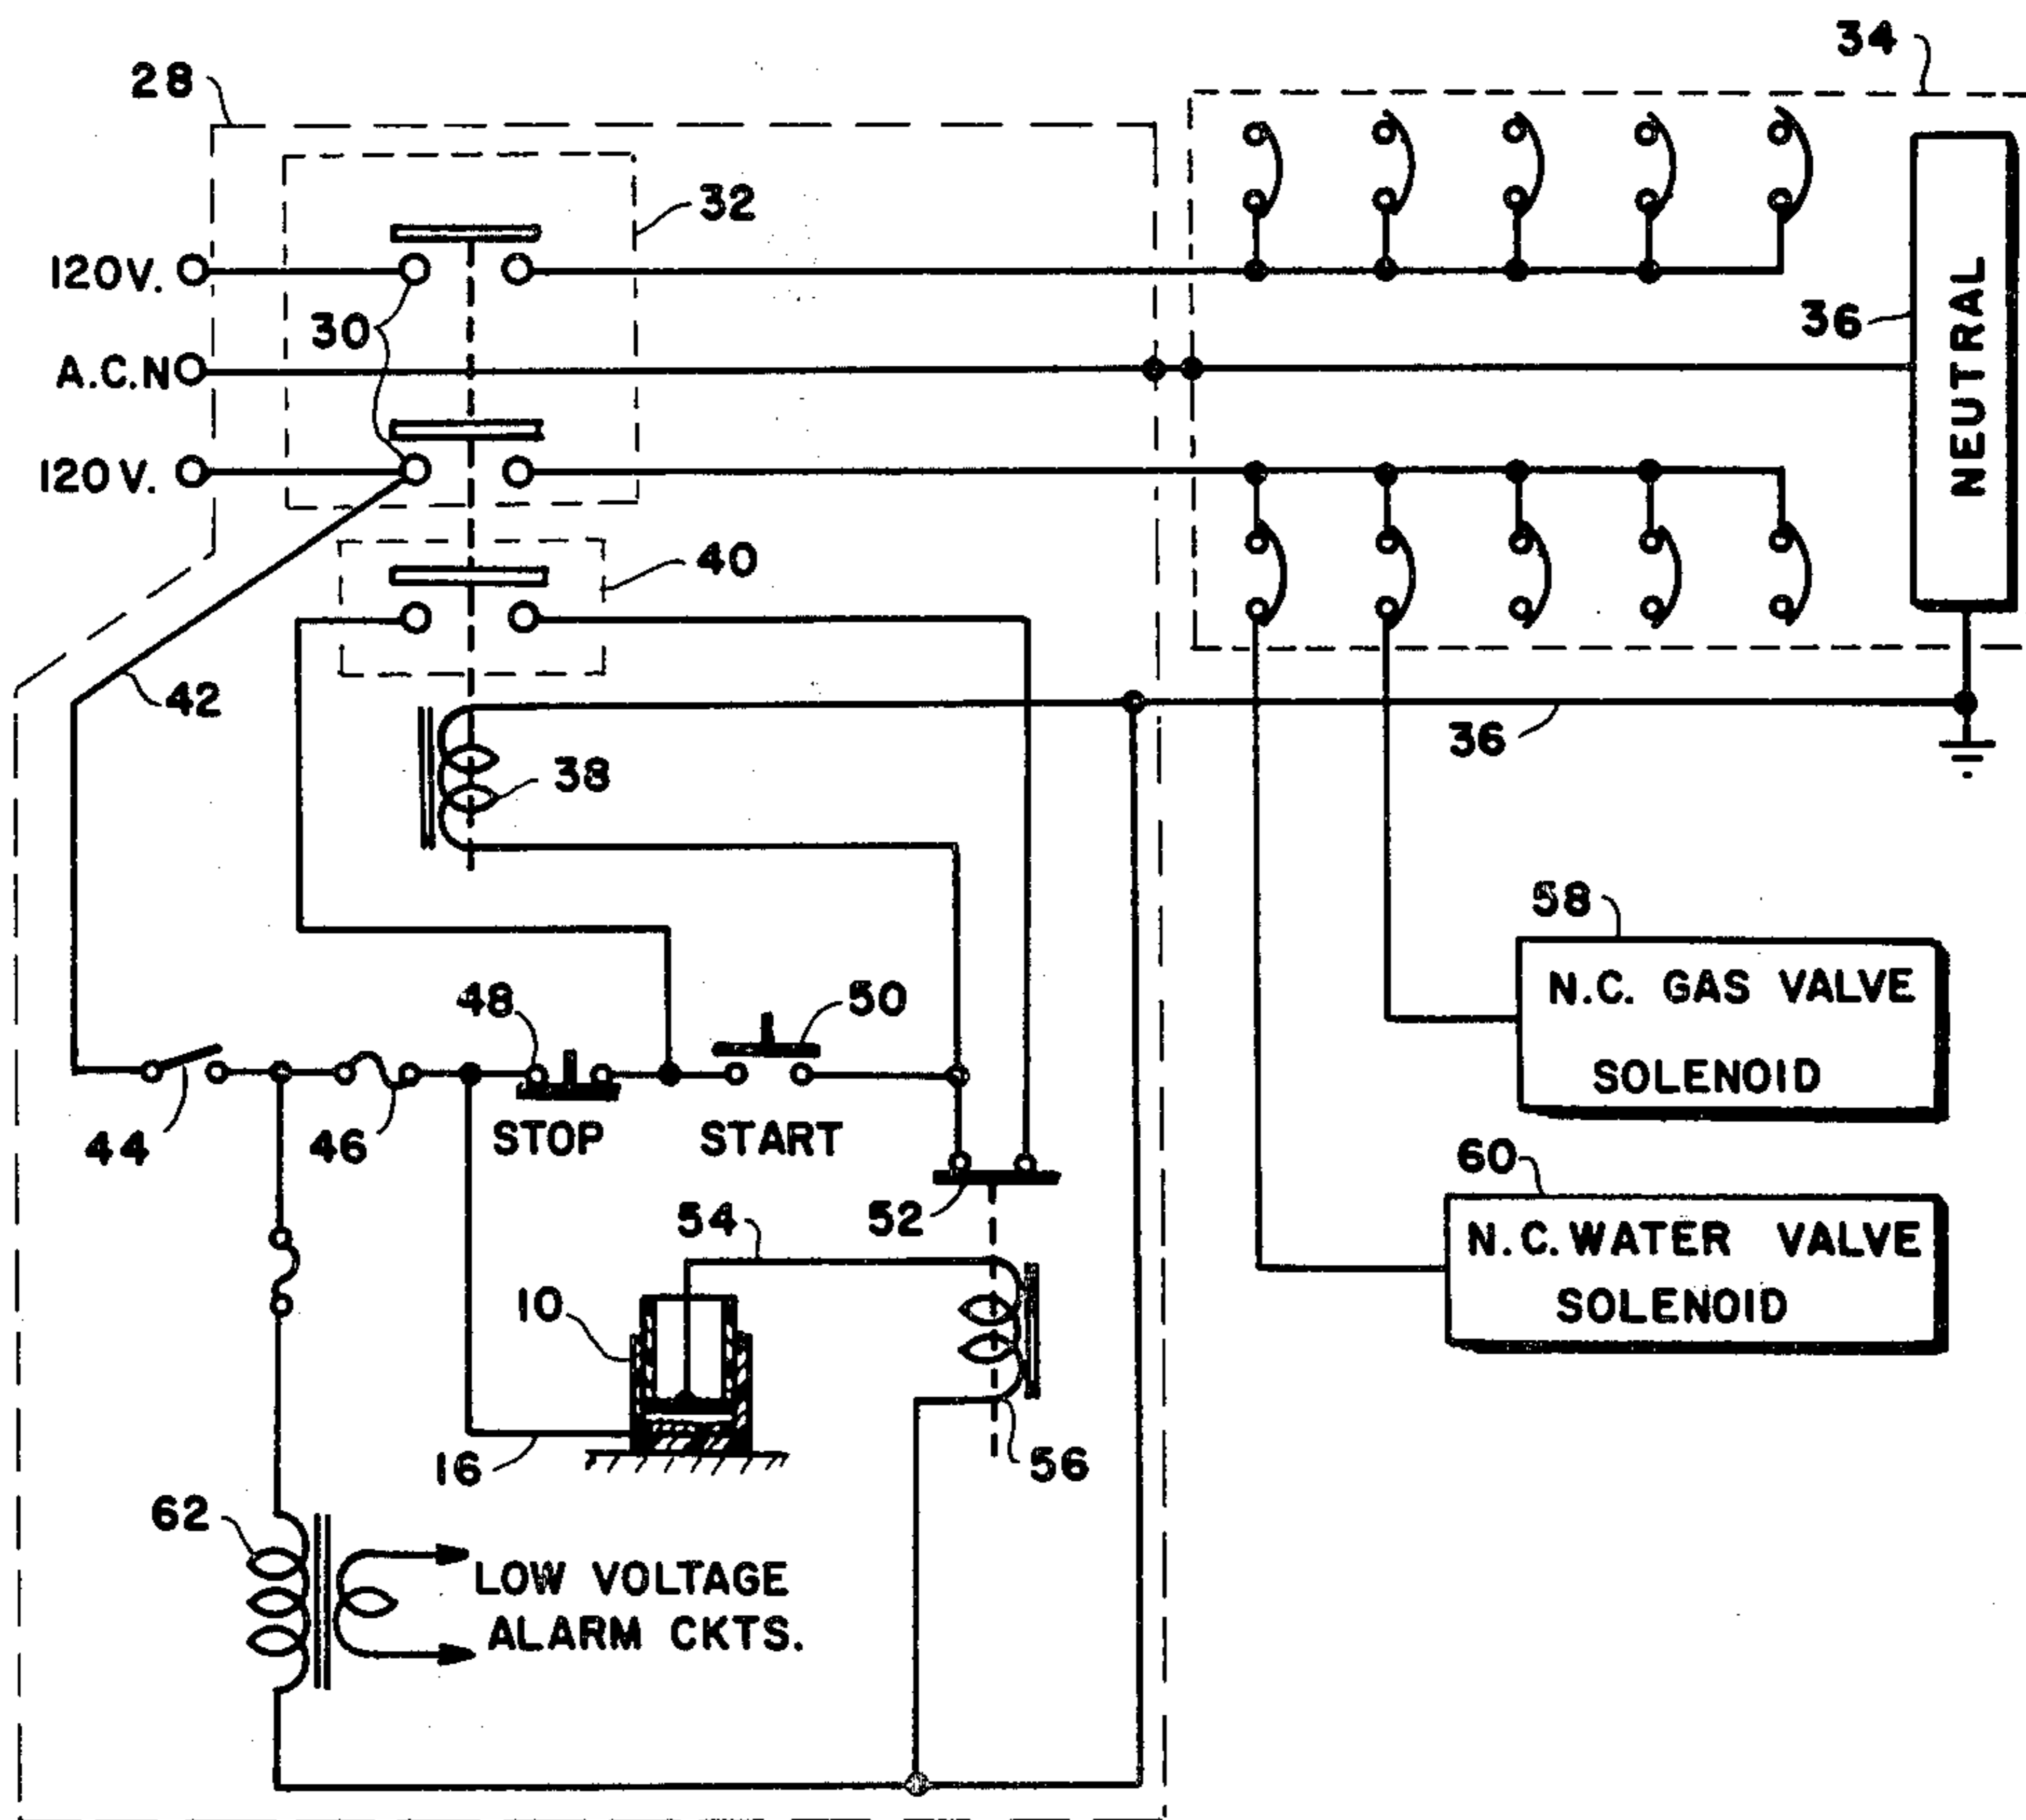 34
28
32
120V.
30
36
A.C.N
NEUTRAL
120V.
40
42
36
38
58
N.C. GAS VALVE
SOLENOID
48
50
44
46
STOP
START
60
52
54
N.C. WATER VALVE
SOLENOID
10
16
56
62
LOW VOLTAGE
ALARM CKTS.